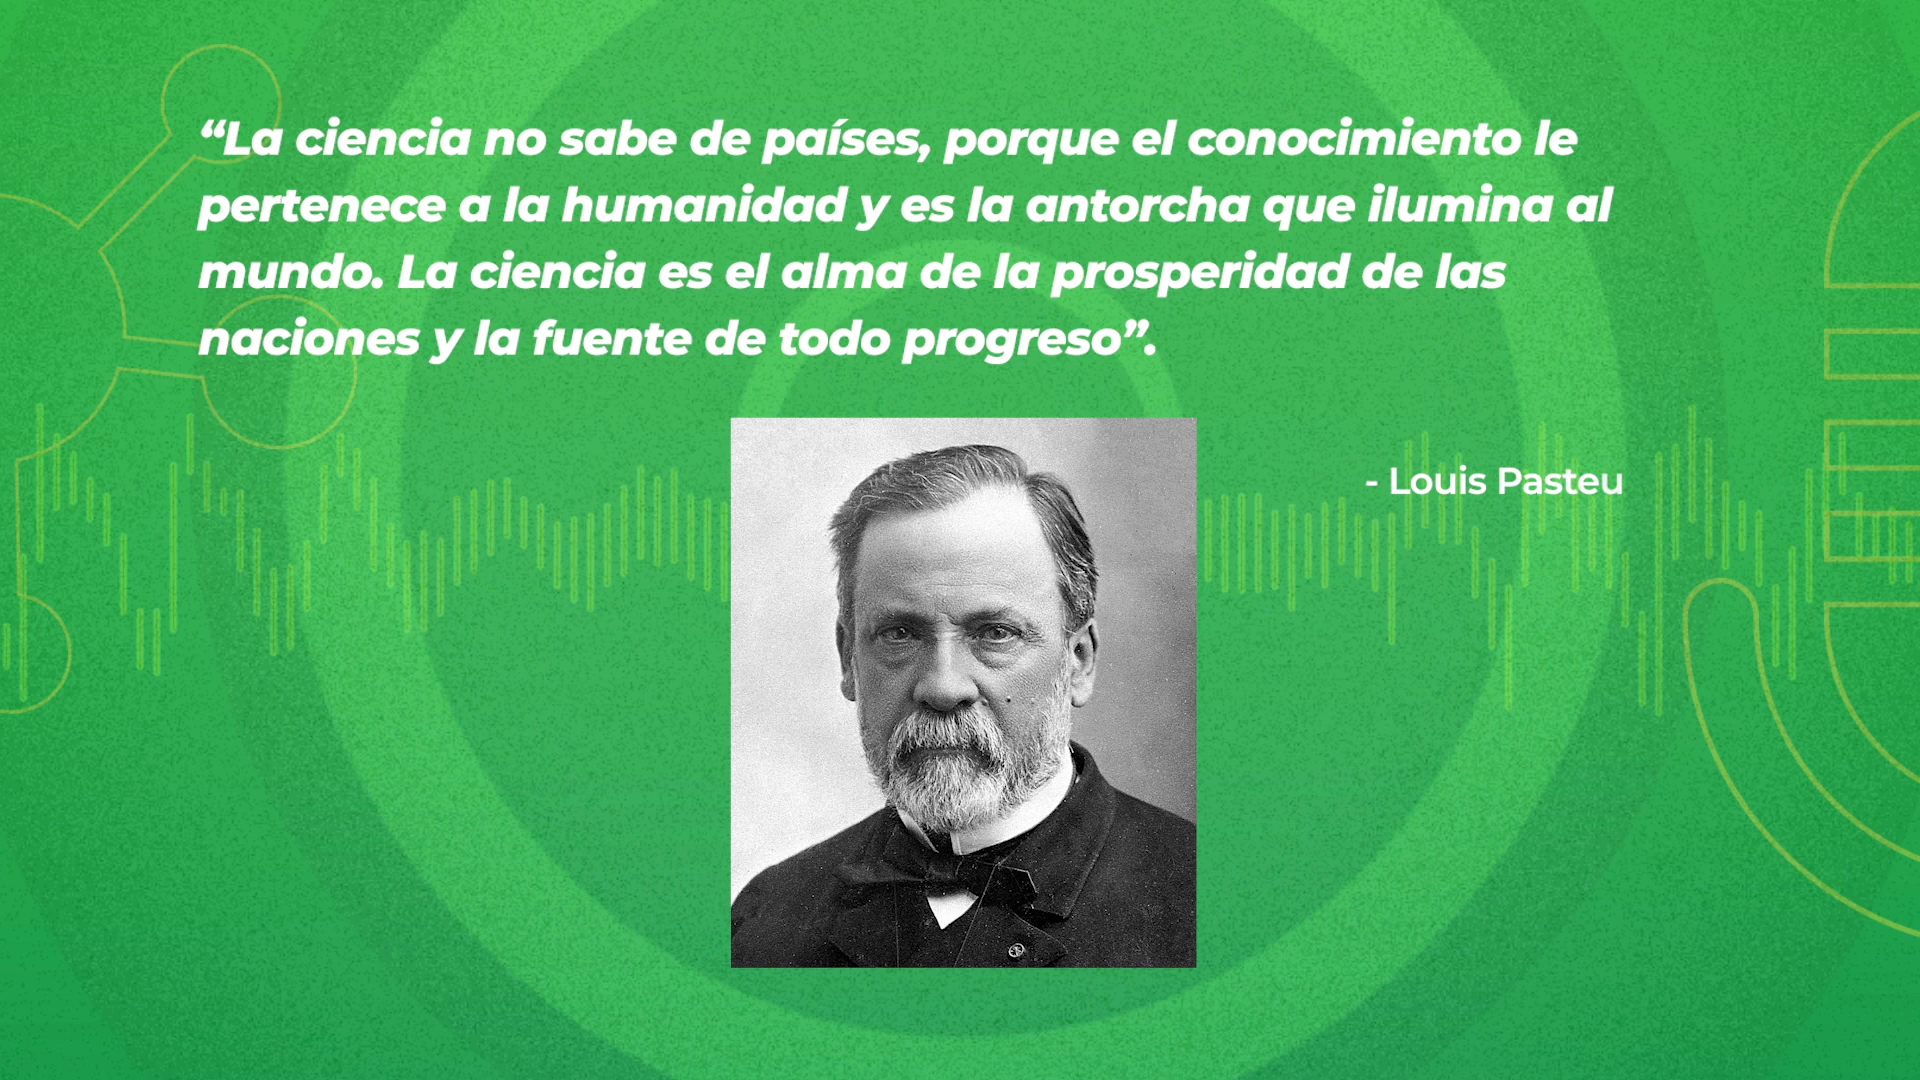 “La ciencia no sabe de países, porque el conocimiento le
pertenece a la humanidad y es la antorcha que ilumina al
mundo. La ciencia es el alma de la prosperidad de las
naciones y la fuente de todo progreso”.
- Louis Pasteu